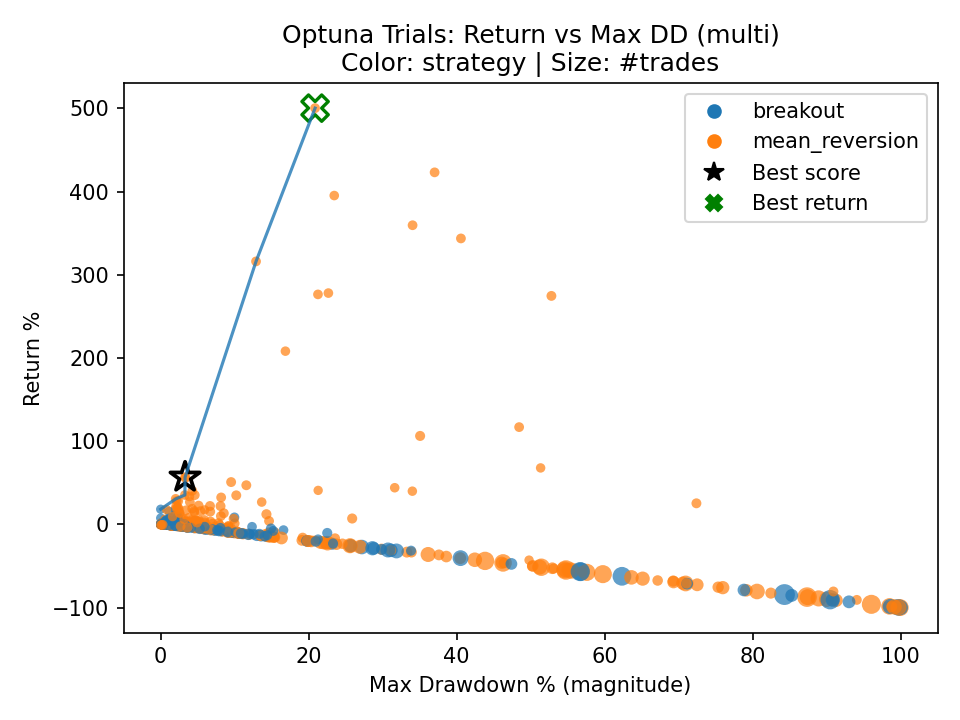 Optuna Trials: Return vs Max DD (multi)
Color: strategy | Size: #trades
breakout
mean_reversion
Best score
Best return
Return %
500
400
300
200
100
0
−100
0
20
40
60
80
100
Max Drawdown % (magnitude)